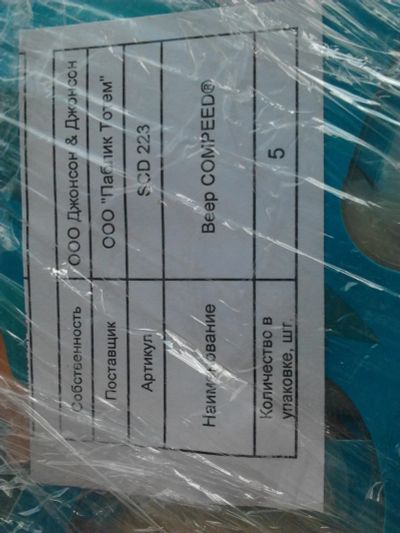 Собственность ООО Джонсон & Джонсон
Поставщик ООО "Паблик Тотем"
Артикул SCD 223
Наименование Веер COMPEED®
Количество в
упаковке, шт. 5